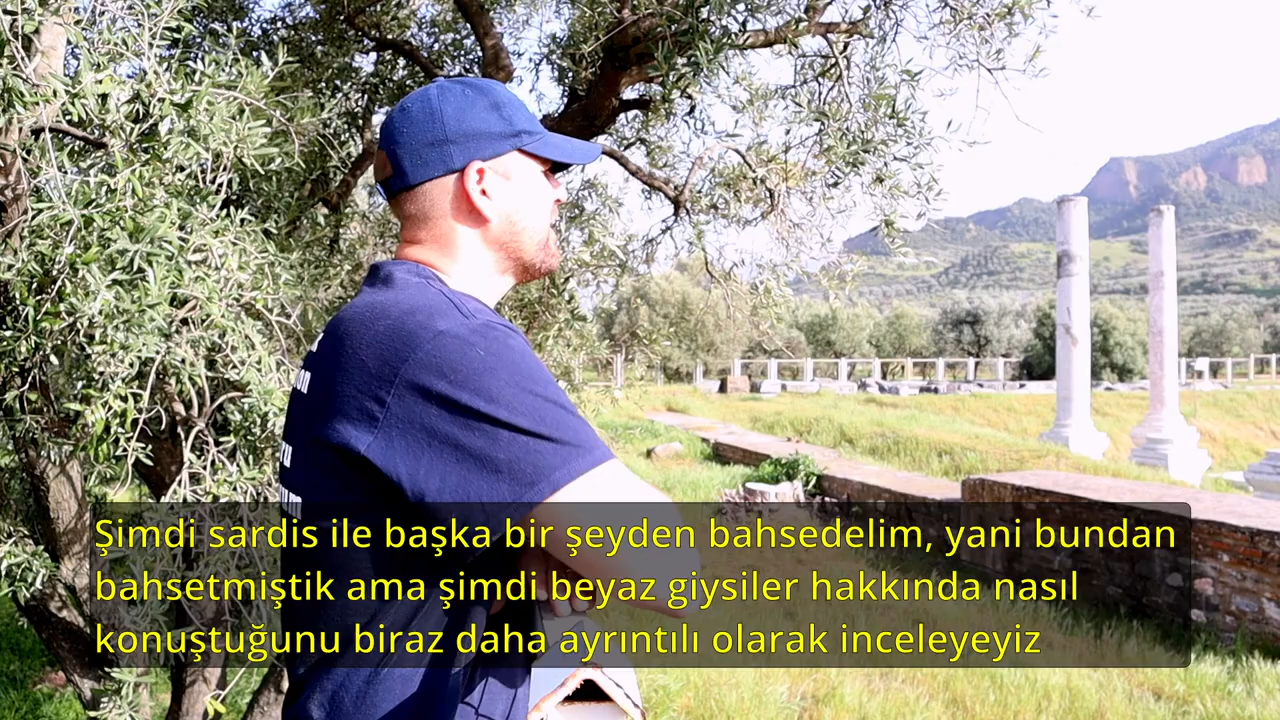 Şimdi sardis ile başka bir şeyden bahsedelim, yani bundan
bahsetmiştik ama şimdi beyaz giysiler hakkında nasıl
konuştuğunu biraz daha ayrıntılı olarak inceleyeyiz